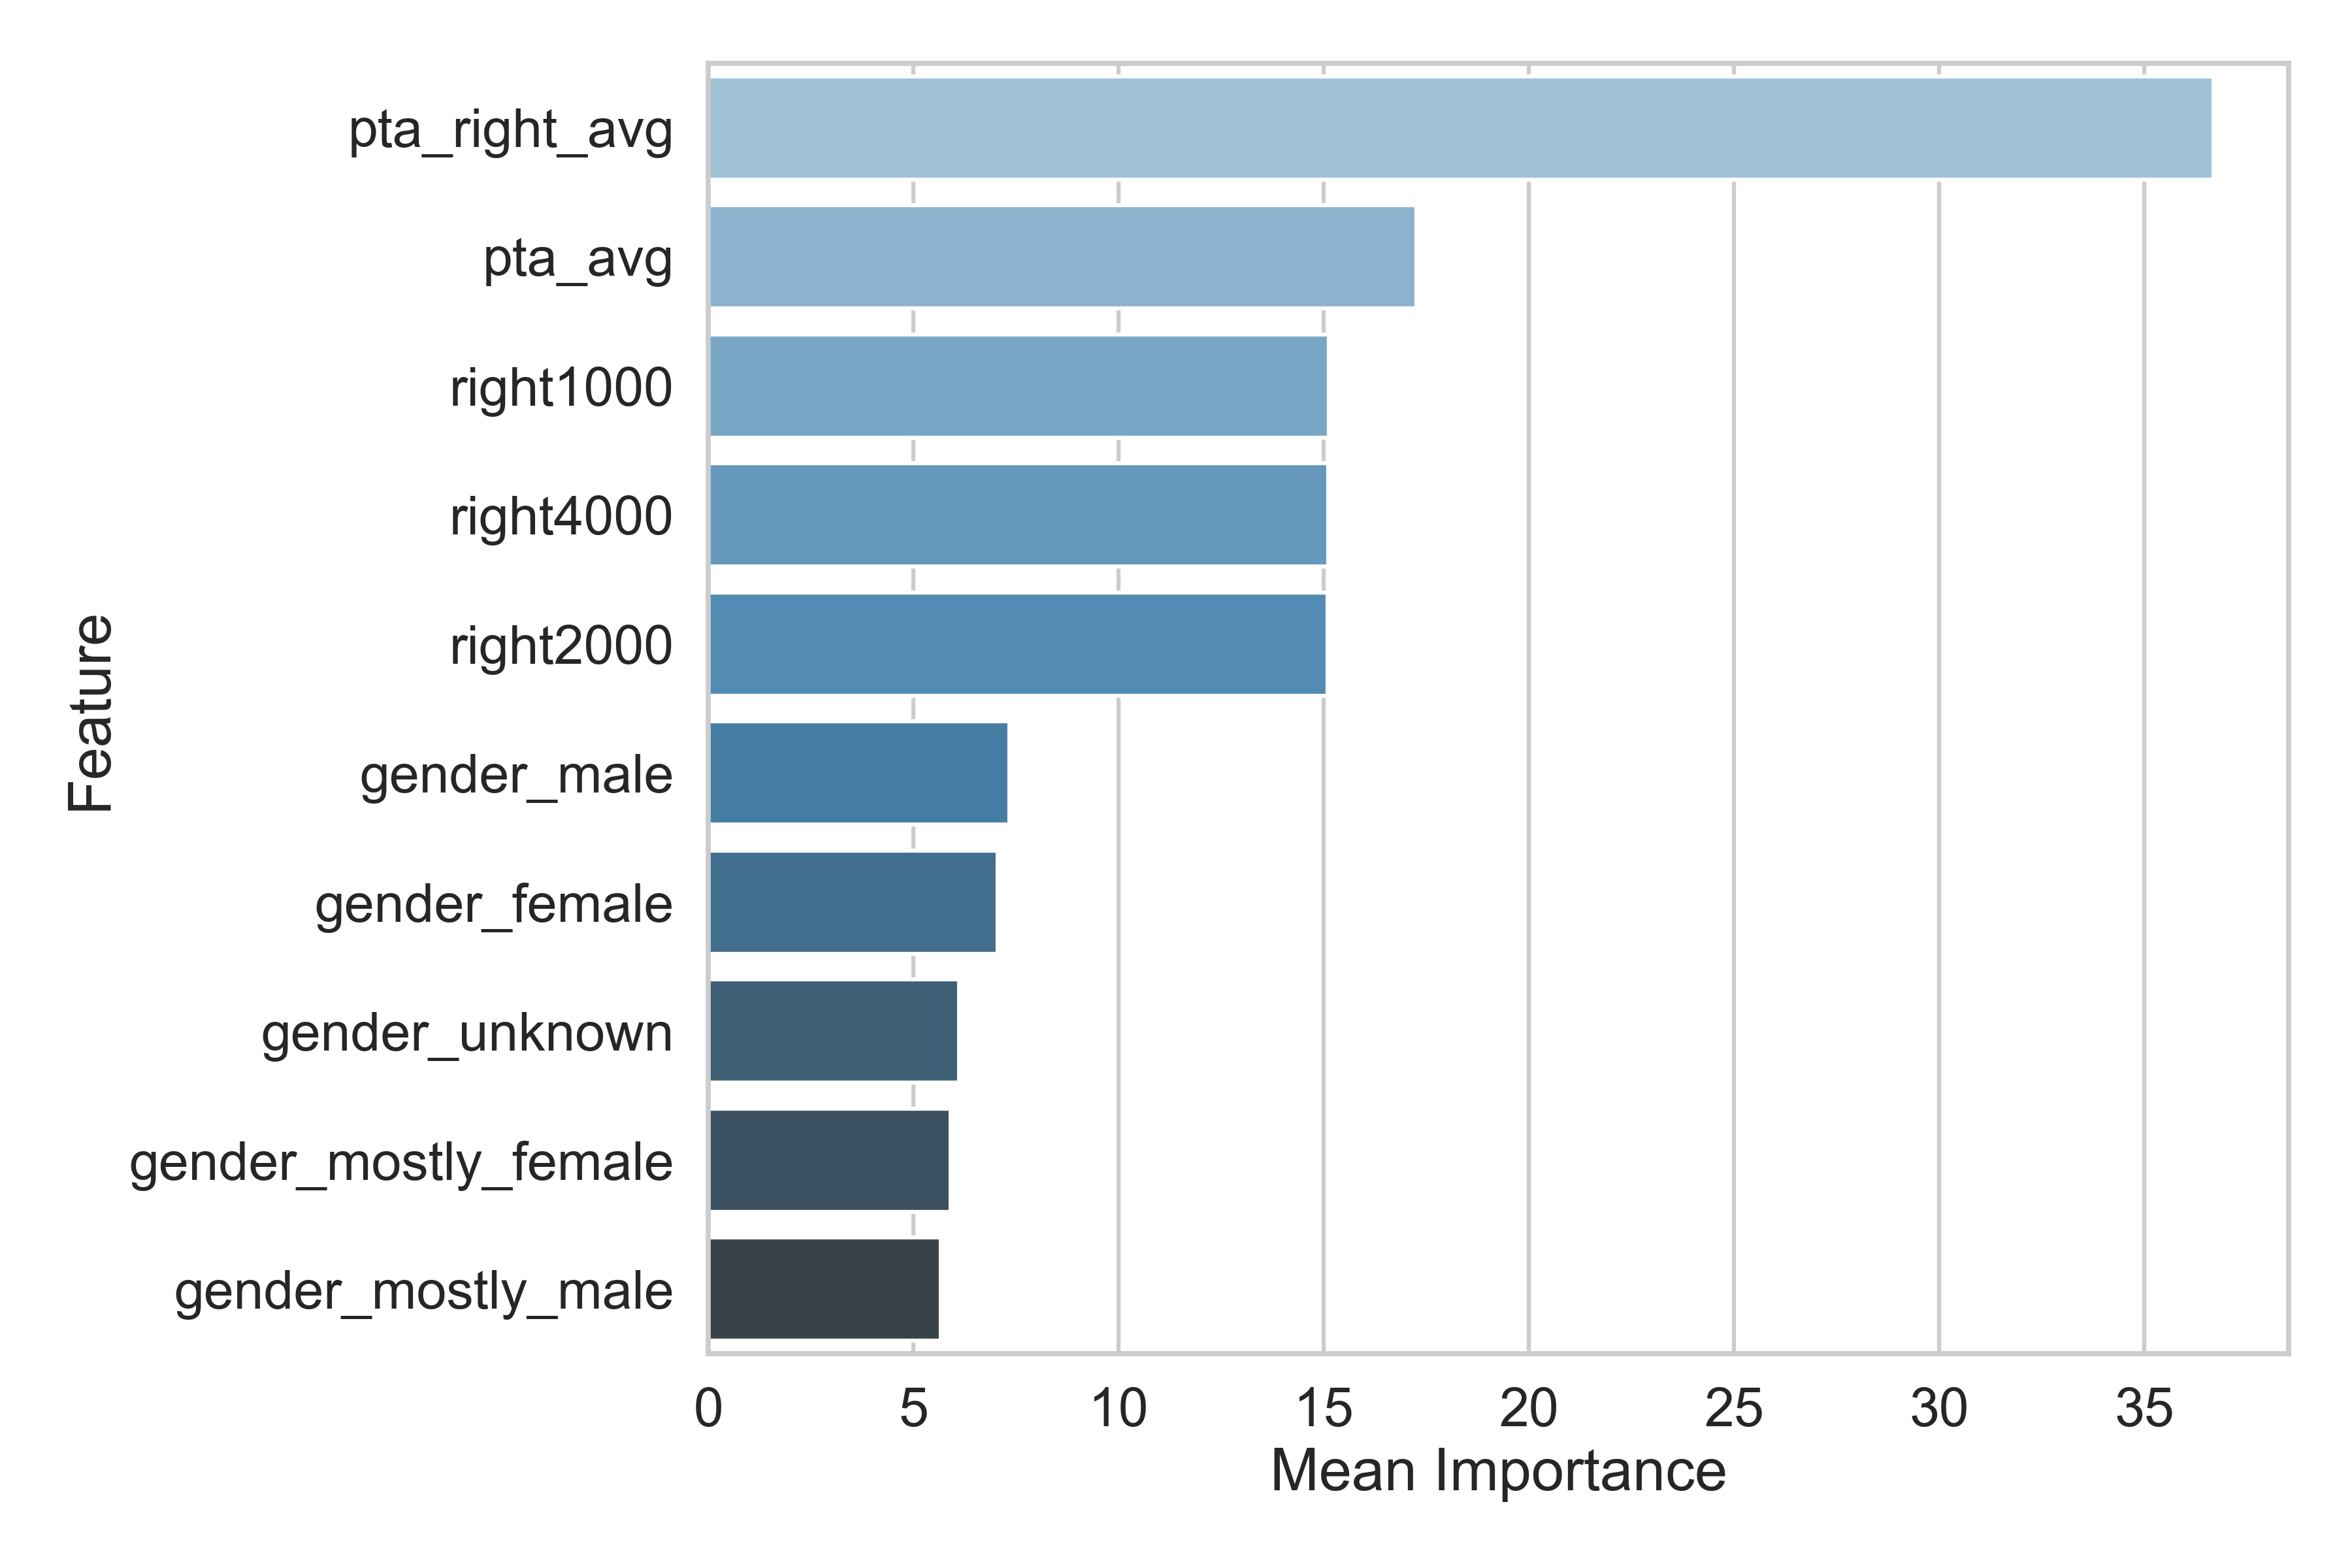 pta_right_avg
pta_avg
right1000
right4000
right2000
gender_male
gender_female
gender_unknown
gender_mostly_female
gender_mostly_male
Feature
0 5 10 15 20 25 30 35
Mean Importance